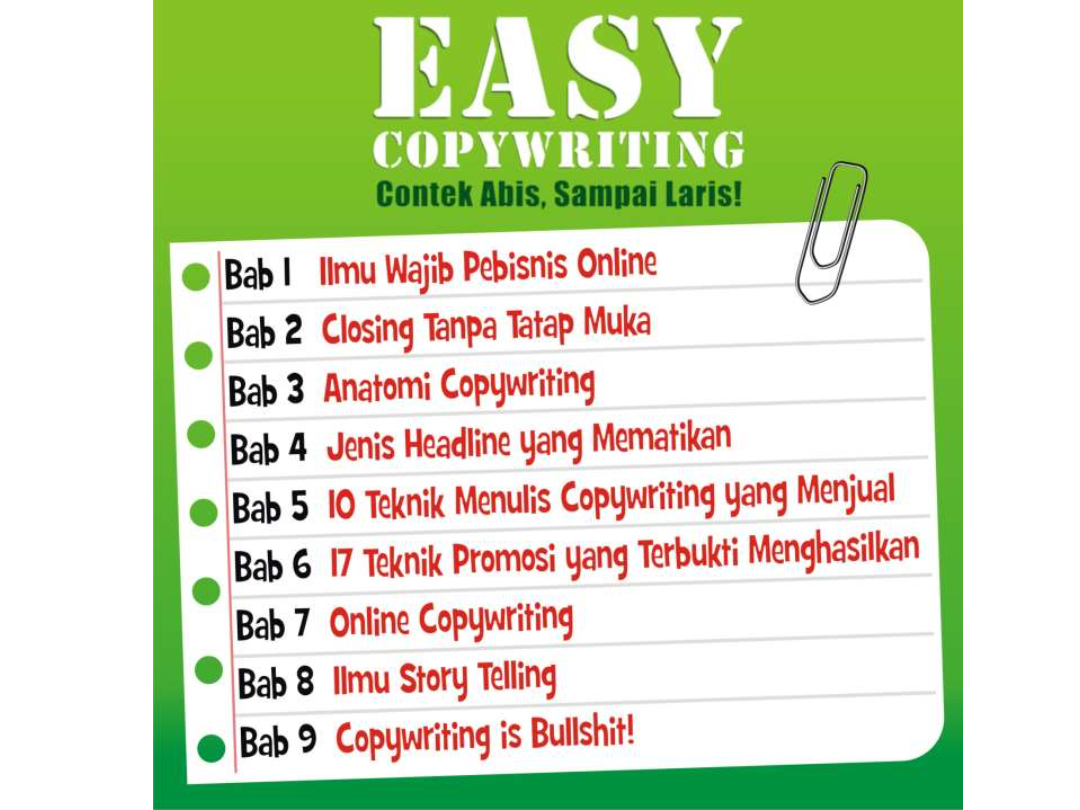 EASY
COPYWRITING
Contek Abis, Sampai Laris!
Bab 1 Ilmu Wajib Pebisnis Online
Bab 2 Closing Tanpa Tatap Muka
Bab 3 Anatomi Copywriting
Bab 4 Jenis Headline yang Mematikan
Bab 5 10 Teknik Menulis Copywriting yang Menjual
Bab 6 17 Teknik Promosi yang Terbukti Menghasilkan
Bab 7 Online Copywriting
Bab 8 Ilmu Story Telling
Bab 9 Copywriting is Bullshit!